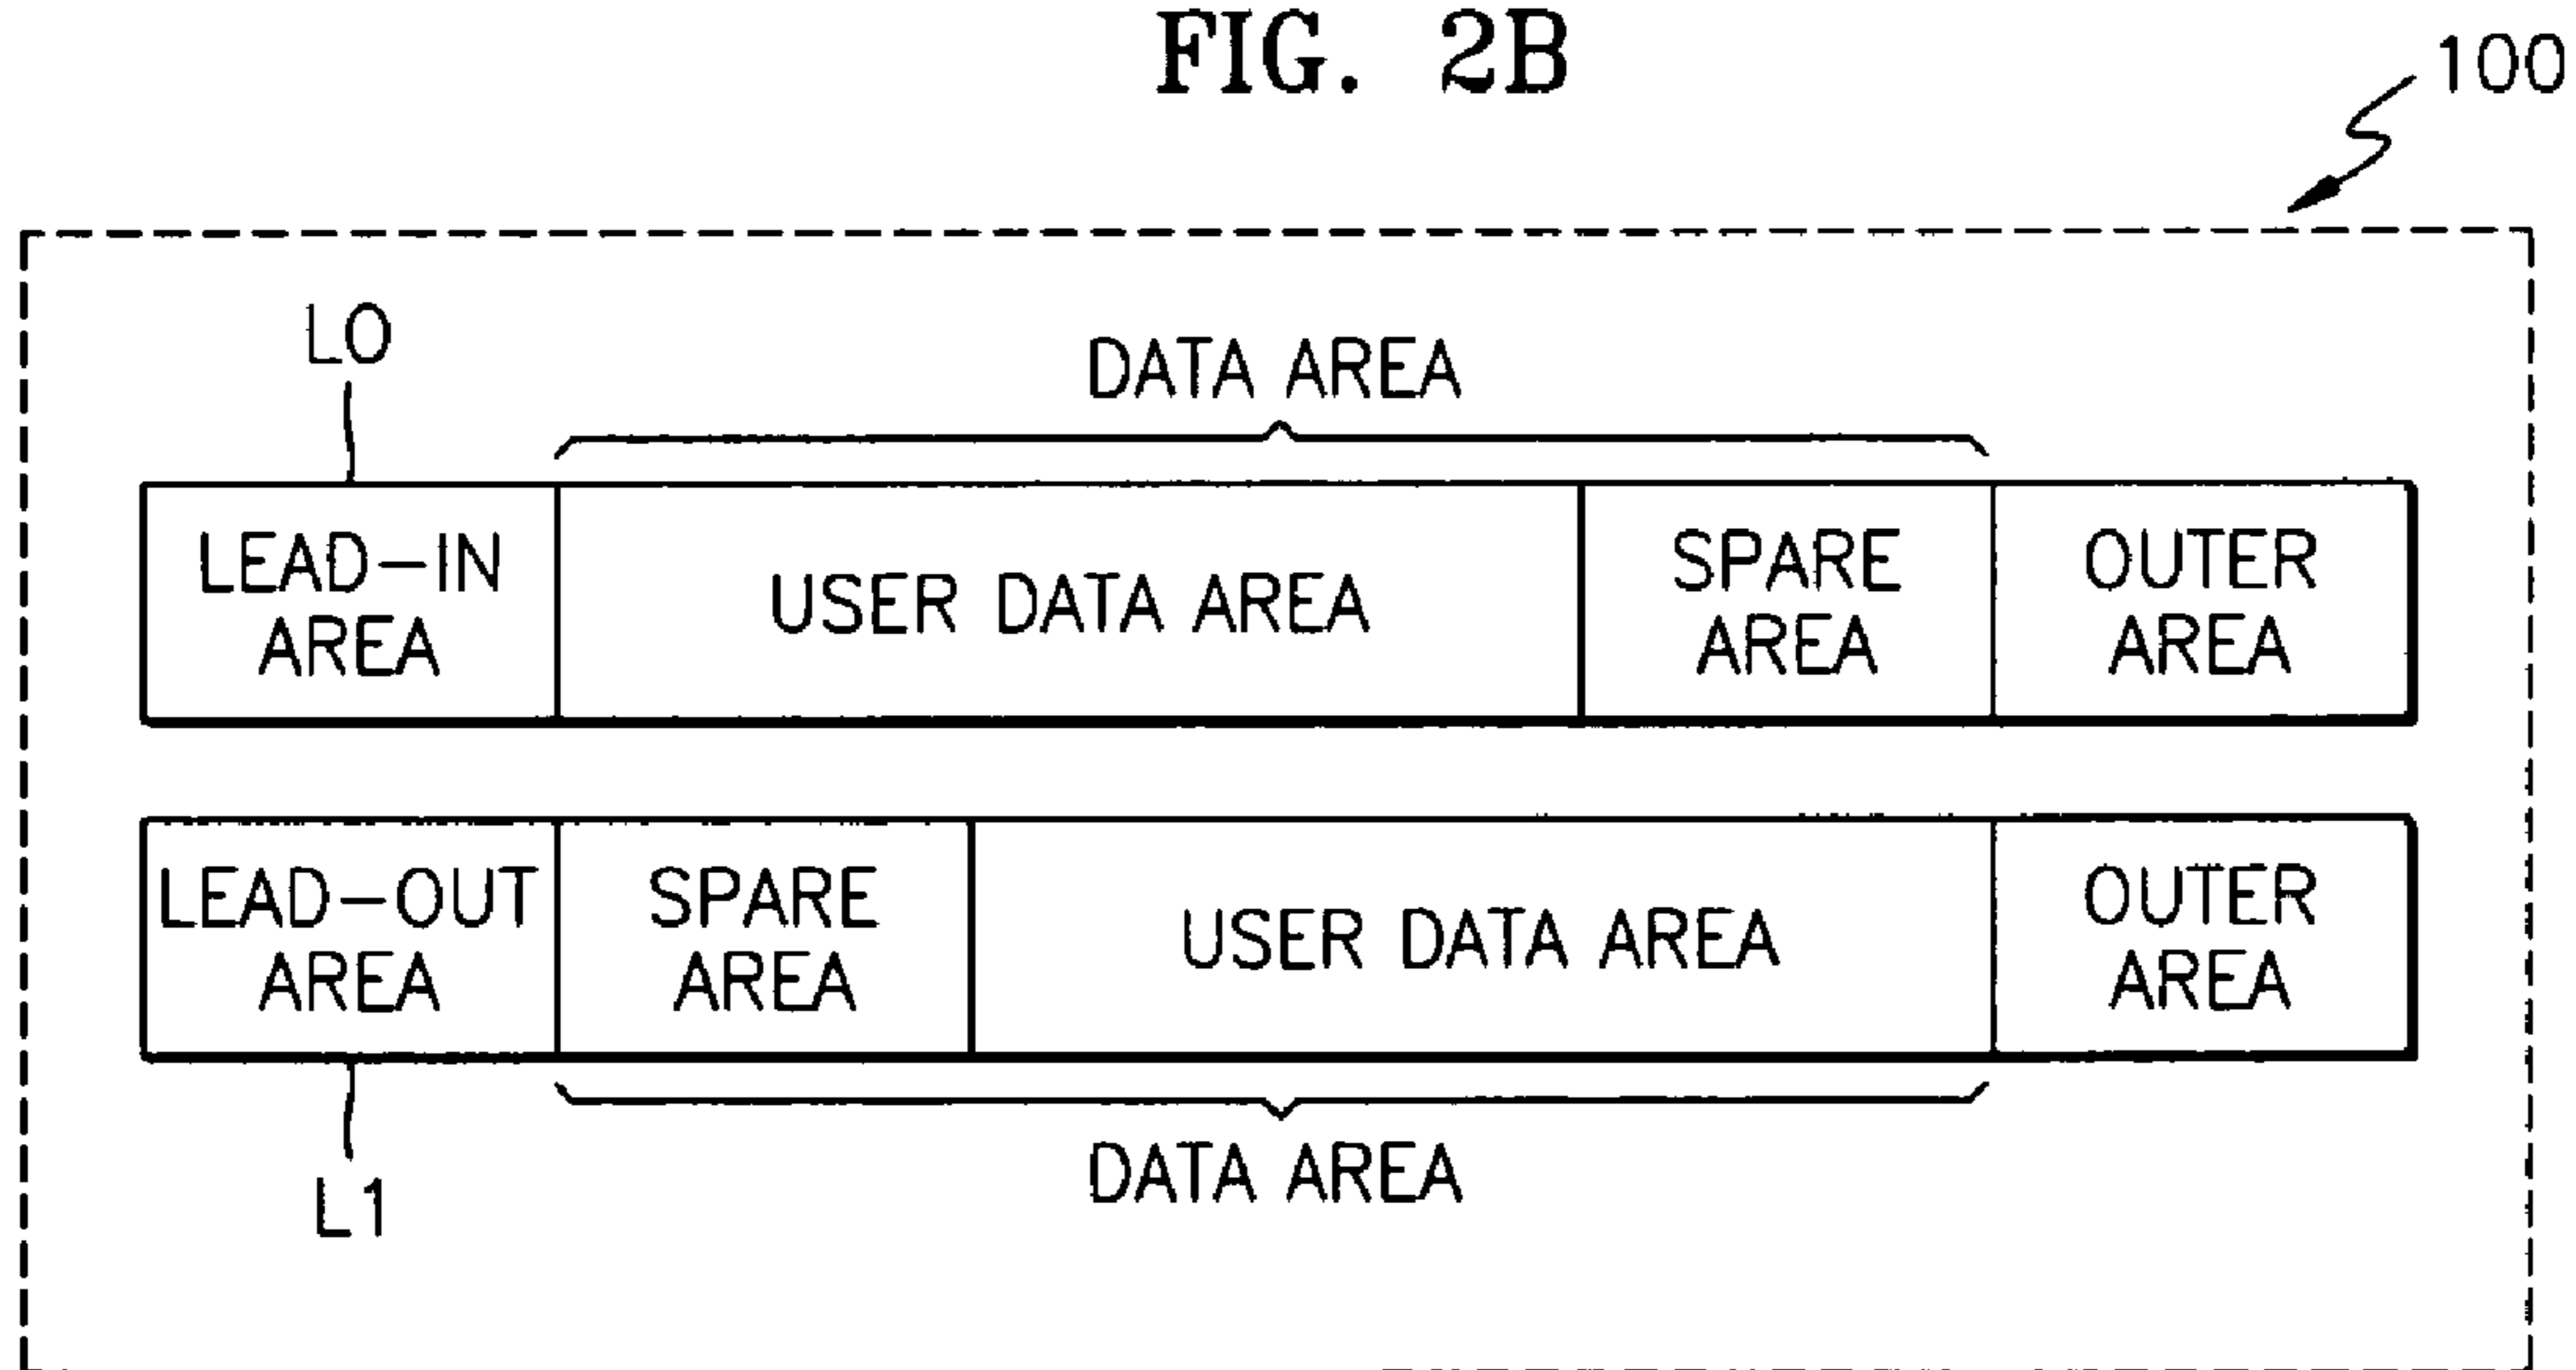 FIG. 2B
100
L0
DATA AREA
LEAD-IN
AREA
USER DATA AREA
SPARE
AREA
OUTER
AREA
LEAD-OUT
AREA
SPARE
AREA
USER DATA AREA
OUTER
AREA
DATA AREA
L1